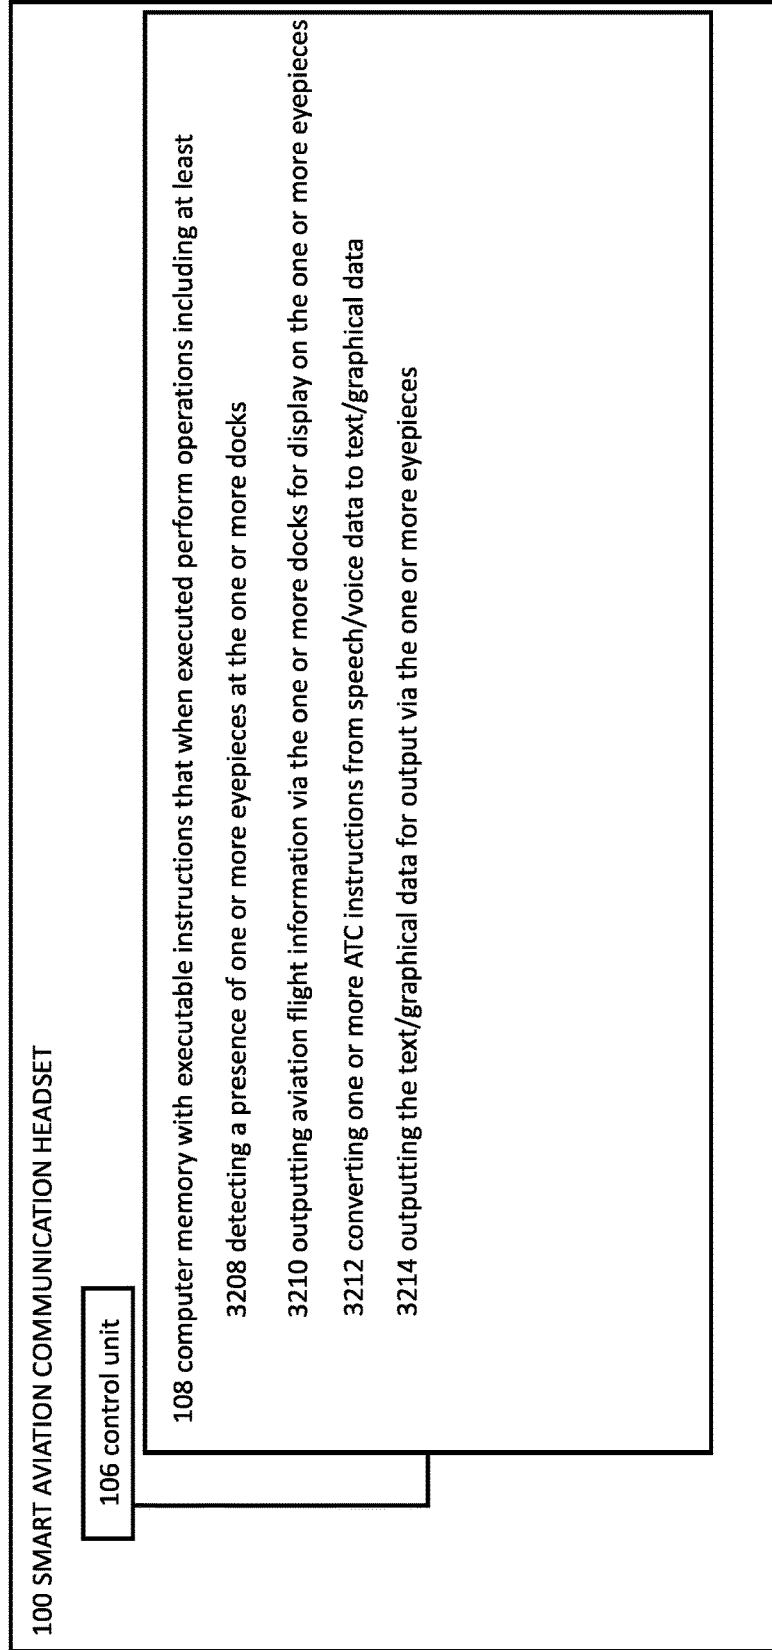 100 SMART AVIATION COMMUNICATION HEADSET
106 control unit
108 computer memory with executable instructions that when executed perform operations including at least
3208 detecting a presence of one or more eyepieces at the one or more docks
3210 outputting aviation flight information via the one or more docks for display on the one or more eyepieces
3212 converting one or more ATC instructions from speech/voice data to text/graphical data
3214 outputting the text/graphical data for output via the one or more eyepieces